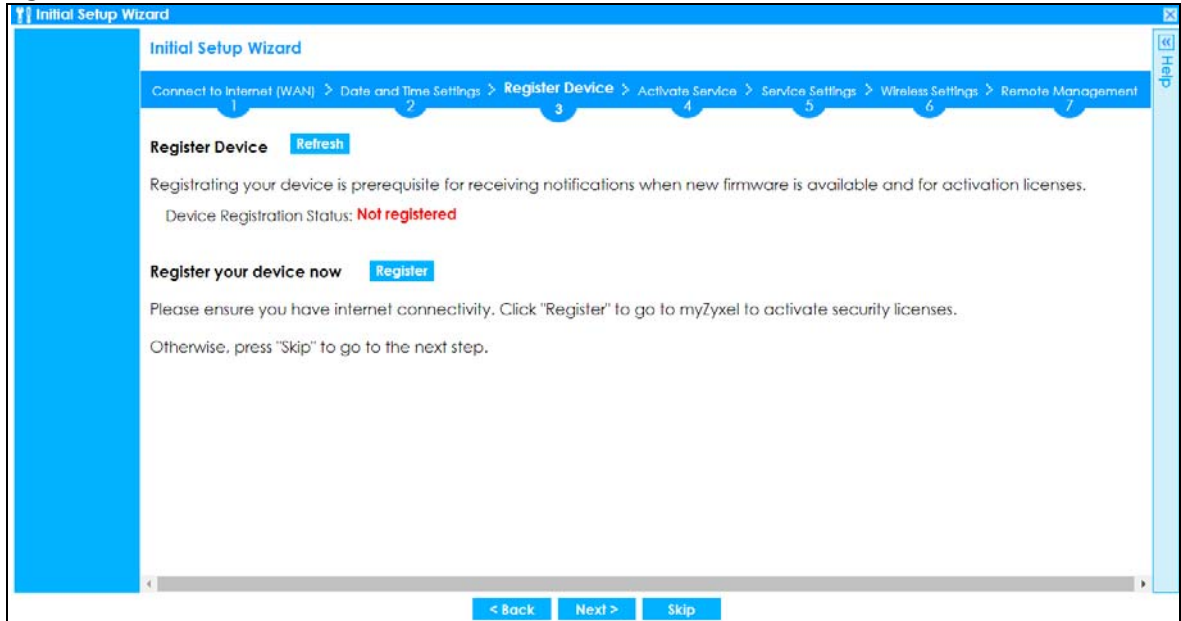 Initial Setup Wizard
Initial Setup Wizard
Help
Connect to Internet (WAN) > Date and Time Settings > Register Device > Activate Service > Service Settings > Wireless Settings > Remote Management
1 2 3 4 5 6 7
Register Device Refresh
Registrating your device is prerequisite for receiving notifications when new firmware is available and for activation licenses.
Device Registration Status: Not registered
Register your device now Register
Please ensure you have internet connectivity. Click "Register" to go to myZyxel to activate security licenses.
Otherwise, press "Skip" to go to the next step.
< Back Next > Skip